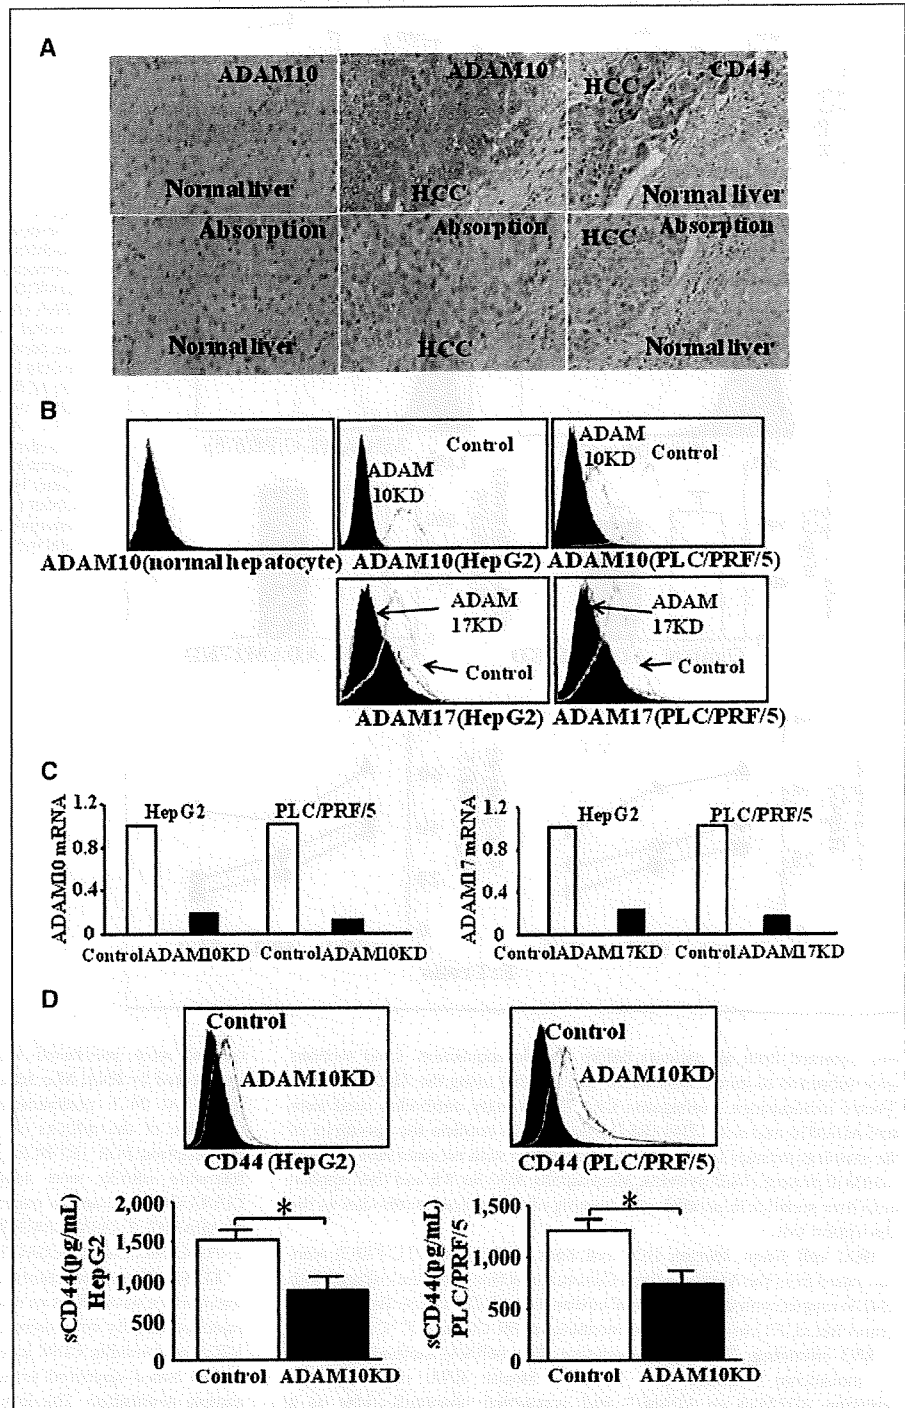 A
ADAM10
ADAM10
HCC
CD44
Normal liver
HCC
Normal liver
Absorption
Absorption
HCC Absorption
Normal liver
HCC
Normal liver
B
Control
ADAM
10KD
ADAM
10KD
Control
ADAM10(normal hepatocyte)
ADAM10(HepG2)
ADAM10(PLC/PRF/5)
ADAM
17KD
Control
ADAM
17KD
Control
ADAM17(HepG2)
ADAM17(PLC/PRF/5)
C
ADAM10 mRNA
1.2
0.8
0.4
0
HepG2
PLC/PRF/5
Control ADAM10KD
Control ADAM10KD
ADAM17 mRNA
1.2
0.8
0.4
0
HepG2
PLC/PRF/5
Control ADAM17KD
Control ADAM17KD
D
Control
ADAM10KD
CD44 (HepG2)
Control
ADAM10KD
CD44 (PLC/PRF/5)
sCD44(pg/mL)
HepG2
2,000
1,500
1,000
500
0
*
Control
ADAM10KD
sCD44(pg/mL)
PLC/PRF/5
1,500
1,000
500
0
*
Control
ADAM10KD